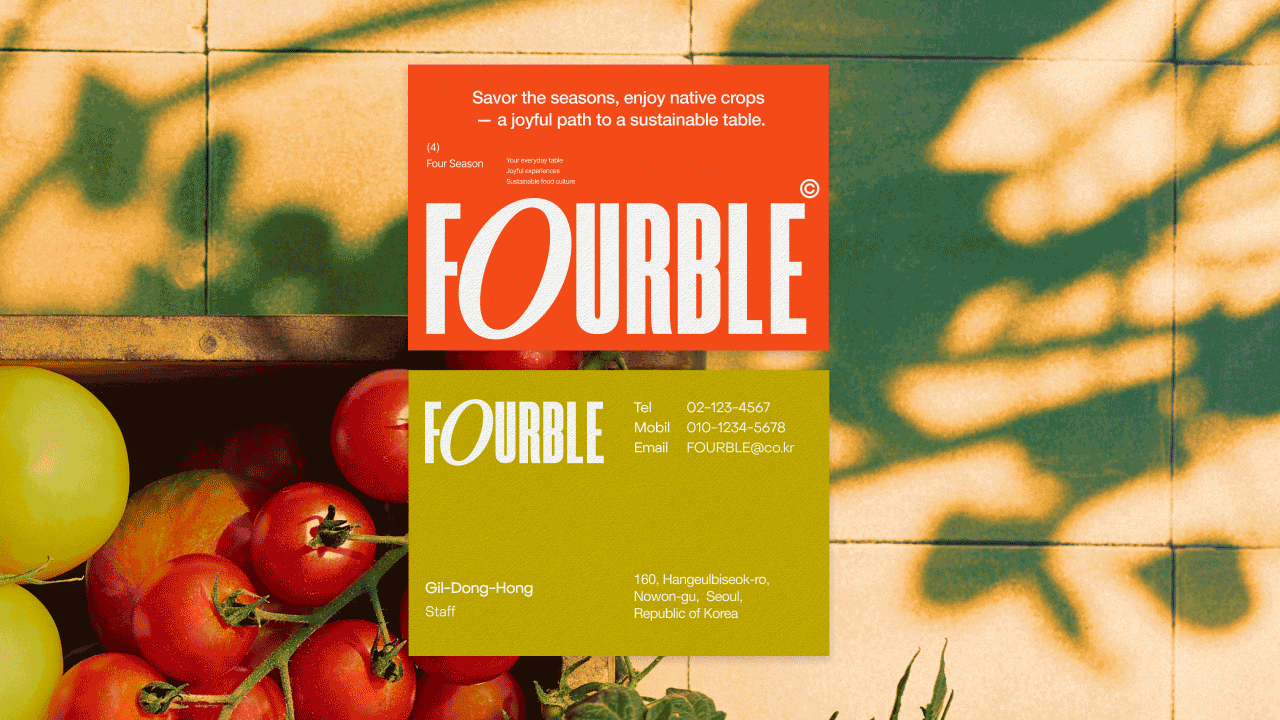 Savor the seasons, enjoy native crops
— a joyful path to a sustainable table.
(4)
Four Season
Your everyday table
Joyful experiences
Sustainable food culture
©
FOURBLE
FOURBLE
Tel 02-123-4567
Mobil 010-1234-5678
Email FOURBLE@co.kr
Gil-Dong-Hong
Staff
160, Hangeulbiseok-ro,
Nowon-gu, Seoul,
Republic of Korea